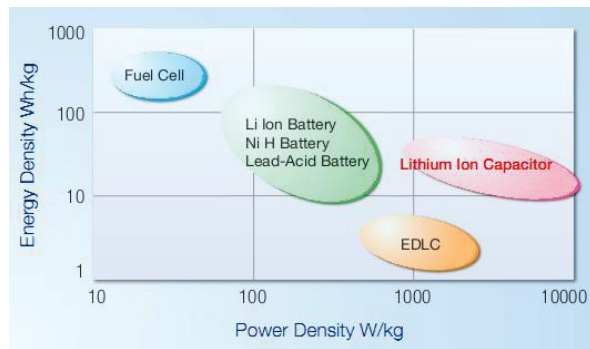 1000
Fuel Cell
Energy Density Wh/kg
100
Li Ion Battery
Ni H Battery
Lead-Acid Battery
Lithium Ion Capacitor
10
EDLC
1
10
100
1000
10000
Power Density W/kg